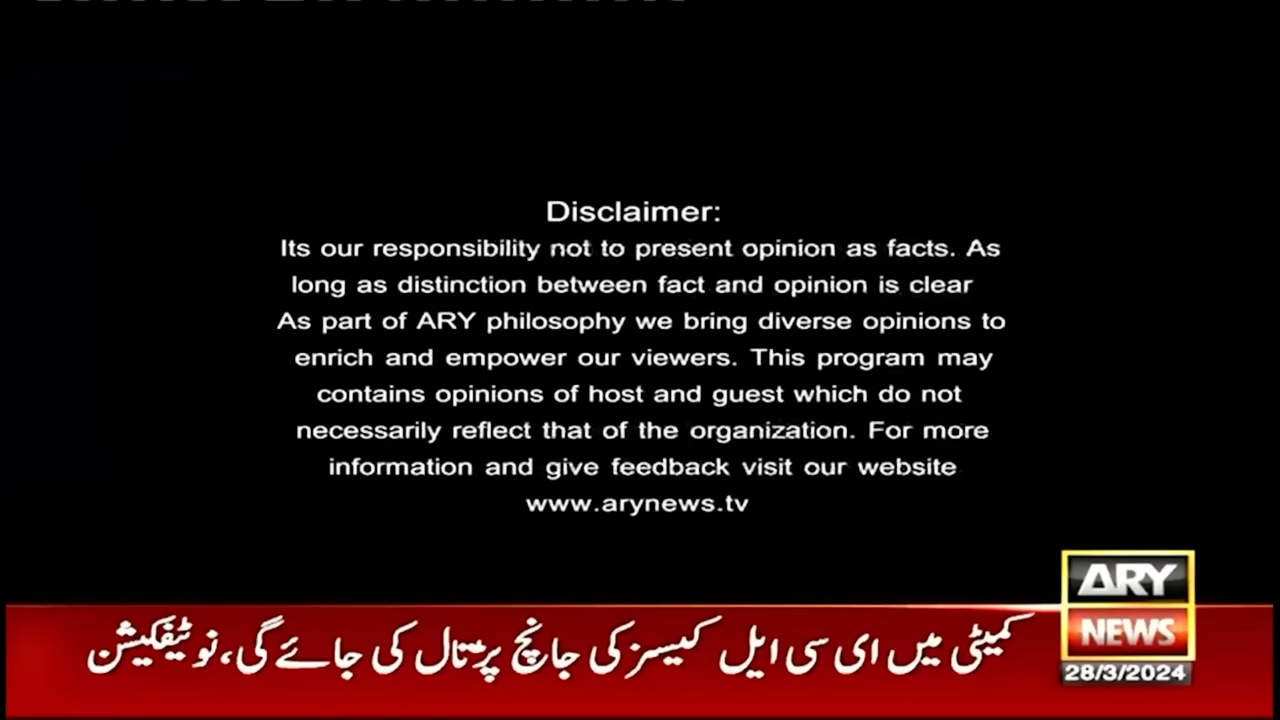 Disclaimer:
Its our responsibility not to present opinion as facts. As
long as distinction between fact and opinion is clear
As part of ARY philosophy we bring diverse opinions to
enrich and empower our viewers. This program may
contains opinions of host and guest which do not
necessarily reflect that of the organization. For more
information and give feedback visit our website
www.arynews.tv
ARY
NEWS
28/3/2024
کمیٹی میں ای سی ایل کیسز کی جانچ پڑتال کی جائے گی، نوٹیفکیشن